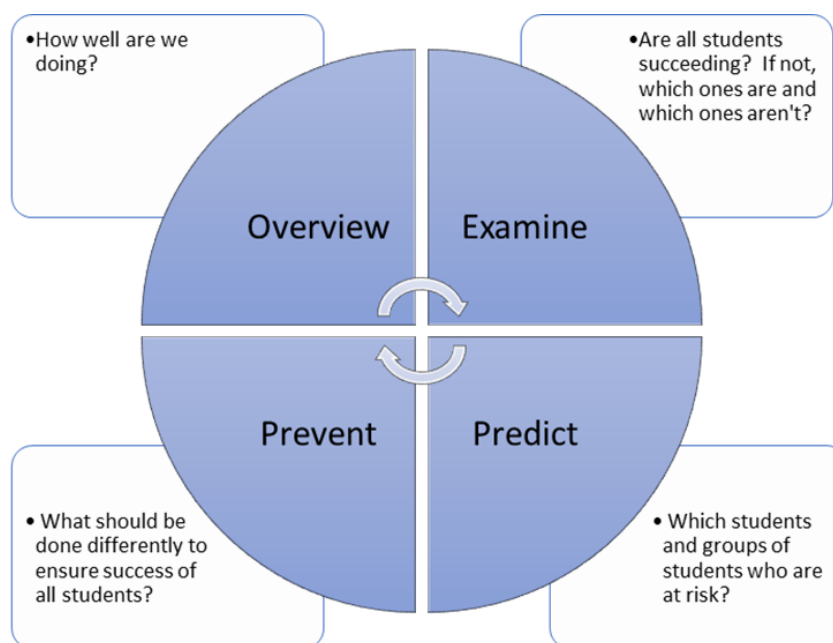 •How well are we
doing?
•Are all students
succeeding?  If not,
which ones are and
which ones aren't?
Overview
Examine
Prevent
Predict
• What should be
done differently to
ensure success of
all students?
• Which students
and groups of
students who are
at risk?